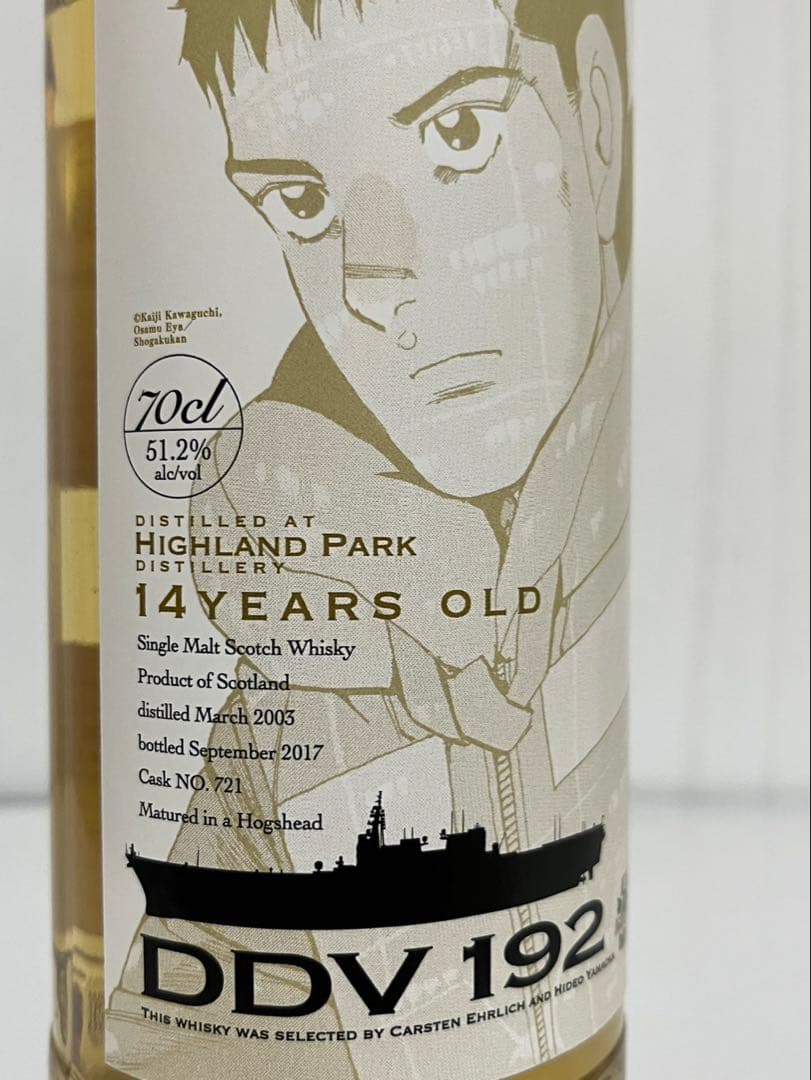 ©Kaiji Kawaguchi,
Osamu Eya/
Shogakukan
70cl
51.2%
alc/vol
DISTILLED AT
HIGHLAND PARK
DISTILLERY
14 YEARS OLD
Single Malt Scotch Whisky
Product of Scotland
distilled March 2003
bottled September 2017
Cask NO. 721
Matured in a Hogshead
DDV 192
THIS WHISKY WAS SELECTED BY CARSTEN EHRLICH AND HIDEO YAMAOKA